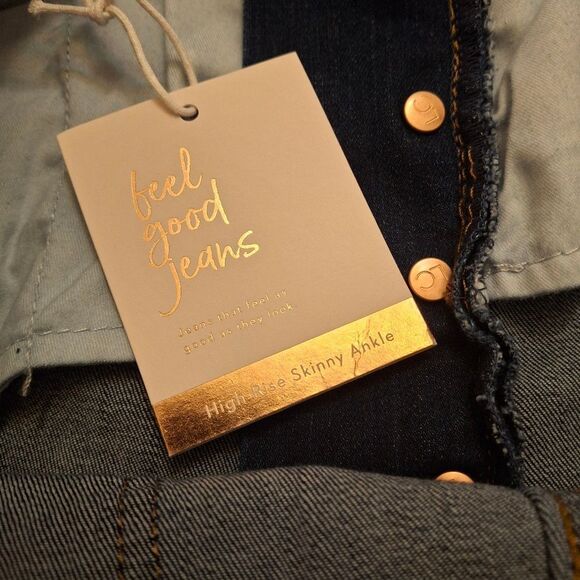 feel
good
jeans
Jeans that feel as
good as they look.
High Rise Skinny Ankle